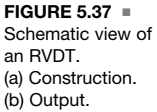 FIGURE 5.37 ■
Schematic view of
an RVDT.
(a) Construction.
(b) Output.